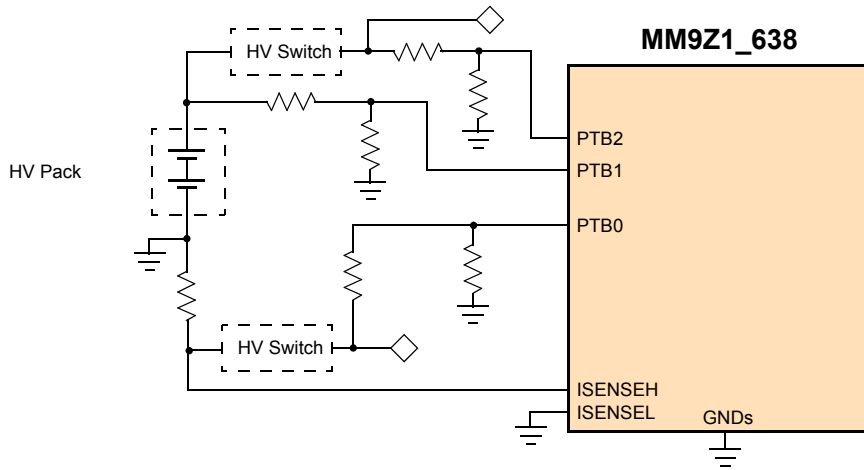 MM9Z1_638
HV Switch
PTB2
HV Pack
PTB1
PTB0
HV Switch
ISENSEH
ISENSEL
GNDs